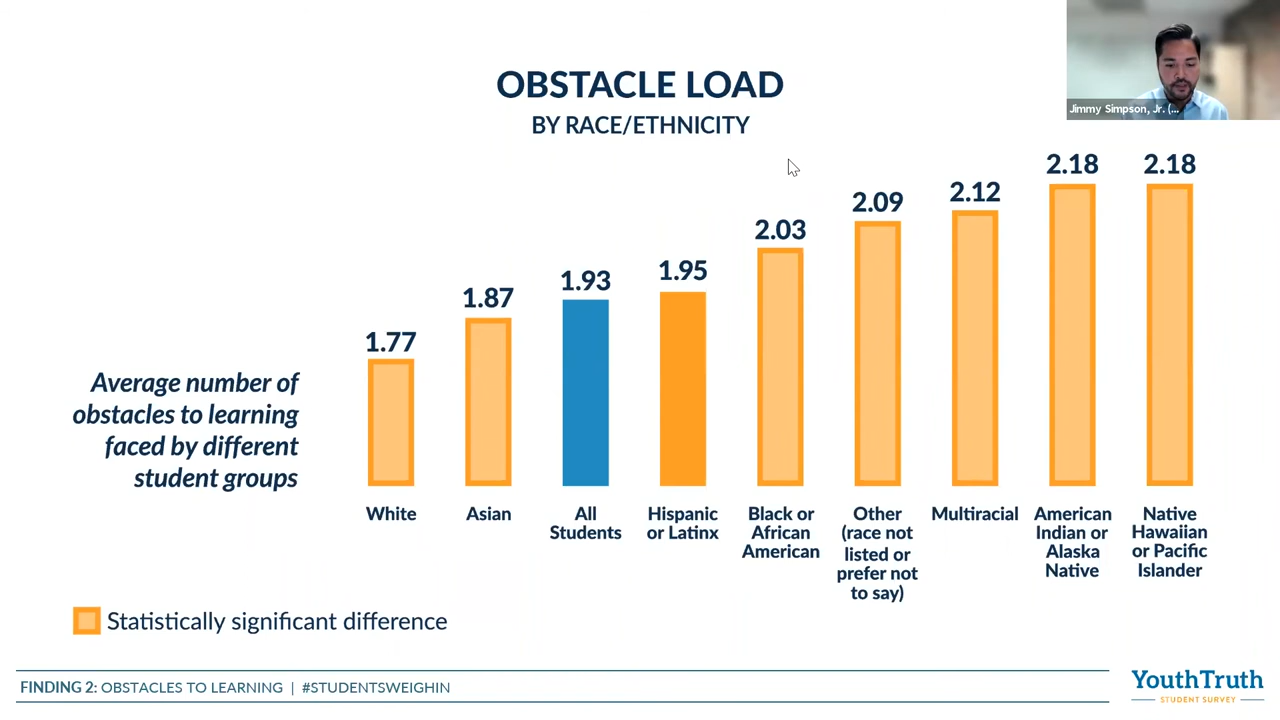 OBSTACLE LOAD
BY RACE/ETHNICITY
Jimmy Simpson, Jr. (...
1.77
1.87
1.93
1.95
2.03
2.09
2.12
2.18
2.18
Average number of
obstacles to learning
faced by different
student groups
White
Asian
All
Students
Hispanic
or Latinx
Black or
African
American
Other
(race not
listed or
prefer not
to say)
Multiracial
American
Indian or
Alaska
Native
Native
Hawaiian
or Pacific
Islander
Statistically significant difference
FINDING 2: OBSTACLES TO LEARNING | #STUDENTSWEIGHIN
YouthTruth
STUDENT SURVEY